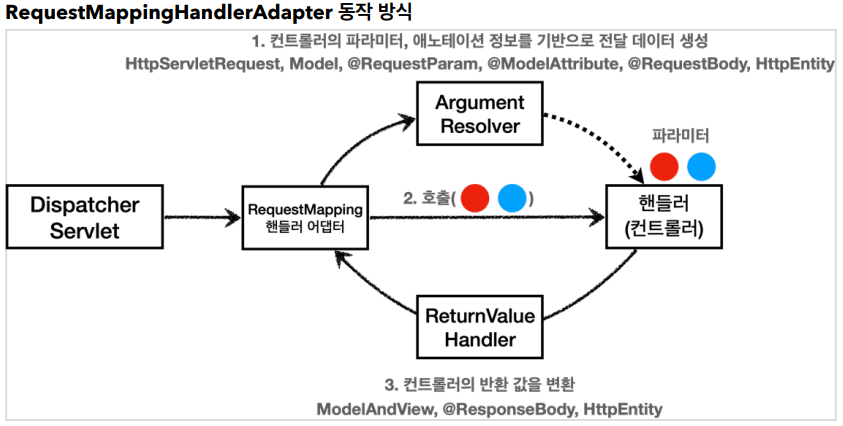 RequestMappingHandlerAdapter 동작 방식
1. 컨트롤러의 파라미터, 애노테이션 정보를 기반으로 전달 데이터 생성
HttpServletRequest, Model, @RequestParam, @ModelAttribute, @RequestBody, HttpEntity
Argument
Resolver
파라미터
Dispatcher
Servlet
RequestMapping
핸들러 어댑터
2. 호출( )
핸들러
(컨트롤러)
ReturnValue
Handler
3. 컨트롤러의 반환 값을 변환
ModelAndView, @ResponseBody, HttpEntity